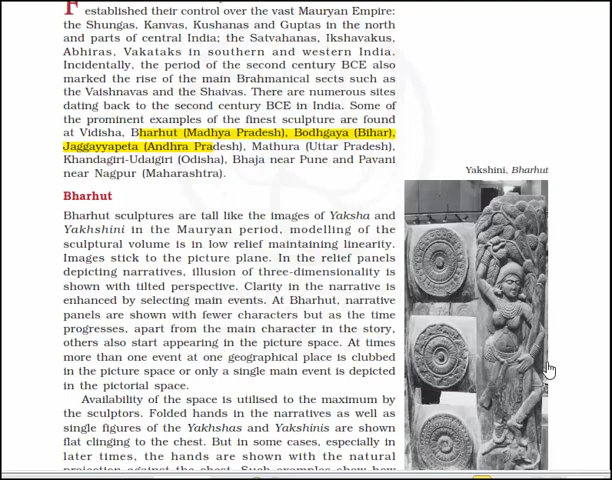 F established their control over the vast Mauryan Empire:
the Shungas, Kanvas, Kushanas and Guptas in the north
and parts of central India; the Satvahanas, Ikshavakus,
Abhiras, Vakataks in southern and western India.
Incidentally, the period of the second century BCE also
marked the rise of the main Brahmanical sects such as
the Vaishnavas and the Shaivas. There are numerous sites
dating back to the second century BCE in India. Some of
the prominent examples of the finest sculpture are found
at Vidisha, Bharhut (Madhya Pradesh), Bodhgaya (Bihar),
Jaggayyapeta (Andhra Pradesh), Mathura (Uttar Pradesh),
Khandagiri-Udaigiri (Odisha), Bhaja near Pune and Pavani
near Nagpur (Maharashtra).
Yakshini, Bharhut
Bharhut
Bharhut sculptures are tall like the images of Yaksha and
Yakhshini in the Mauryan period, modelling of the
sculptural volume is in low relief maintaining linearity.
Images stick to the picture plane. In the relief panels
depicting narratives, illusion of three-dimensionality is
shown with tilted perspective. Clarity in the narrative is
enhanced by selecting main events. At Bharhut, narrative
panels are shown with fewer characters but as the time
progresses, apart from the main character in the story,
others also start appearing in the picture space. At times
more than one event at one geographical place is clubbed
in the picture space or only a single main event is depicted
in the pictorial space.
Availability of the space is utilised to the maximum by
the sculptors. Folded hands in the narratives as well as
single figures of the Yakhshas and Yakshinis are shown
flat clinging to the chest. But in some cases, especially in
later times, the hands are shown with the natural
projection against the chest. Such examples show how